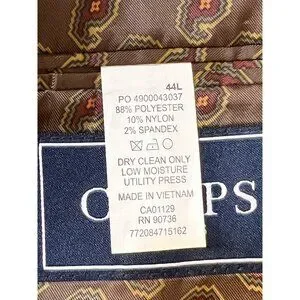 44L
PO 4900043037
88% POLYESTER
10% NYLON
2% SPANDEX
DRY CLEAN ONLY
LOW MOISTURE
UTILITY PRESS
MADE IN VIETNAM
CA01129
RN 90736
772084715162